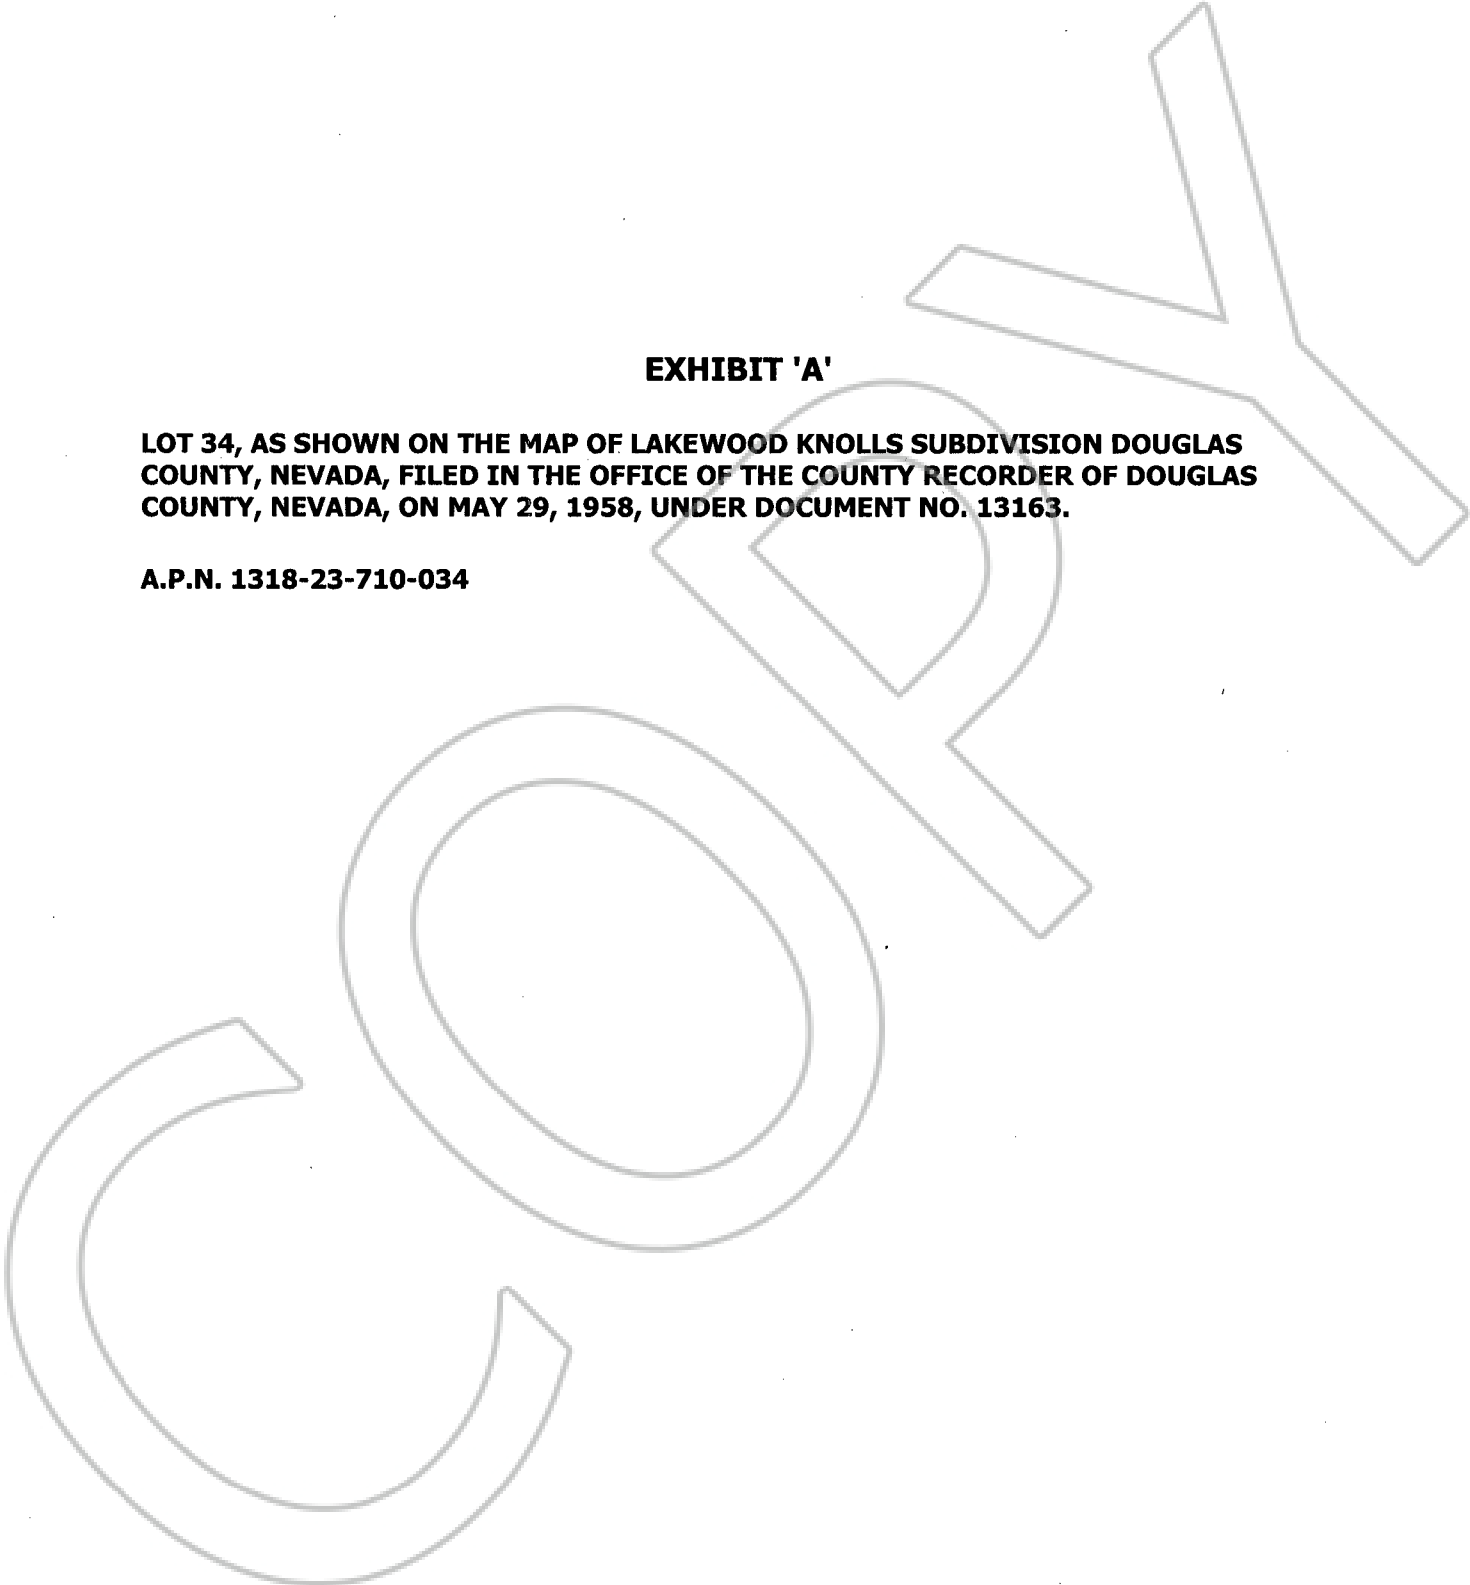 EXHIBIT 'A'
LOT 34, AS SHOWN ON THE MAP OF LAKEWOOD KNOLLS SUBDIVISION DOUGLAS
COUNTY, NEVADA, FILED IN THE OFFICE OF THE COUNTY RECORDER OF DOUGLAS
COUNTY, NEVADA, ON MAY 29, 1958, UNDER DOCUMENT NO. 13163.
A.P.N. 1318-23-710-034
COPY